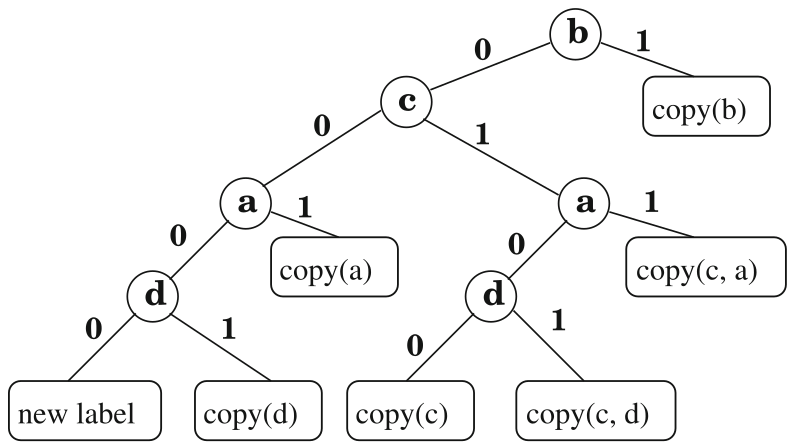 b
0
1
c
copy(b)
0
1
a
1
a
1
0
copy(a)
0
copy(c, a)
d
d
0
1
0
1
new label
copy(d)
copy(c)
copy(c, d)